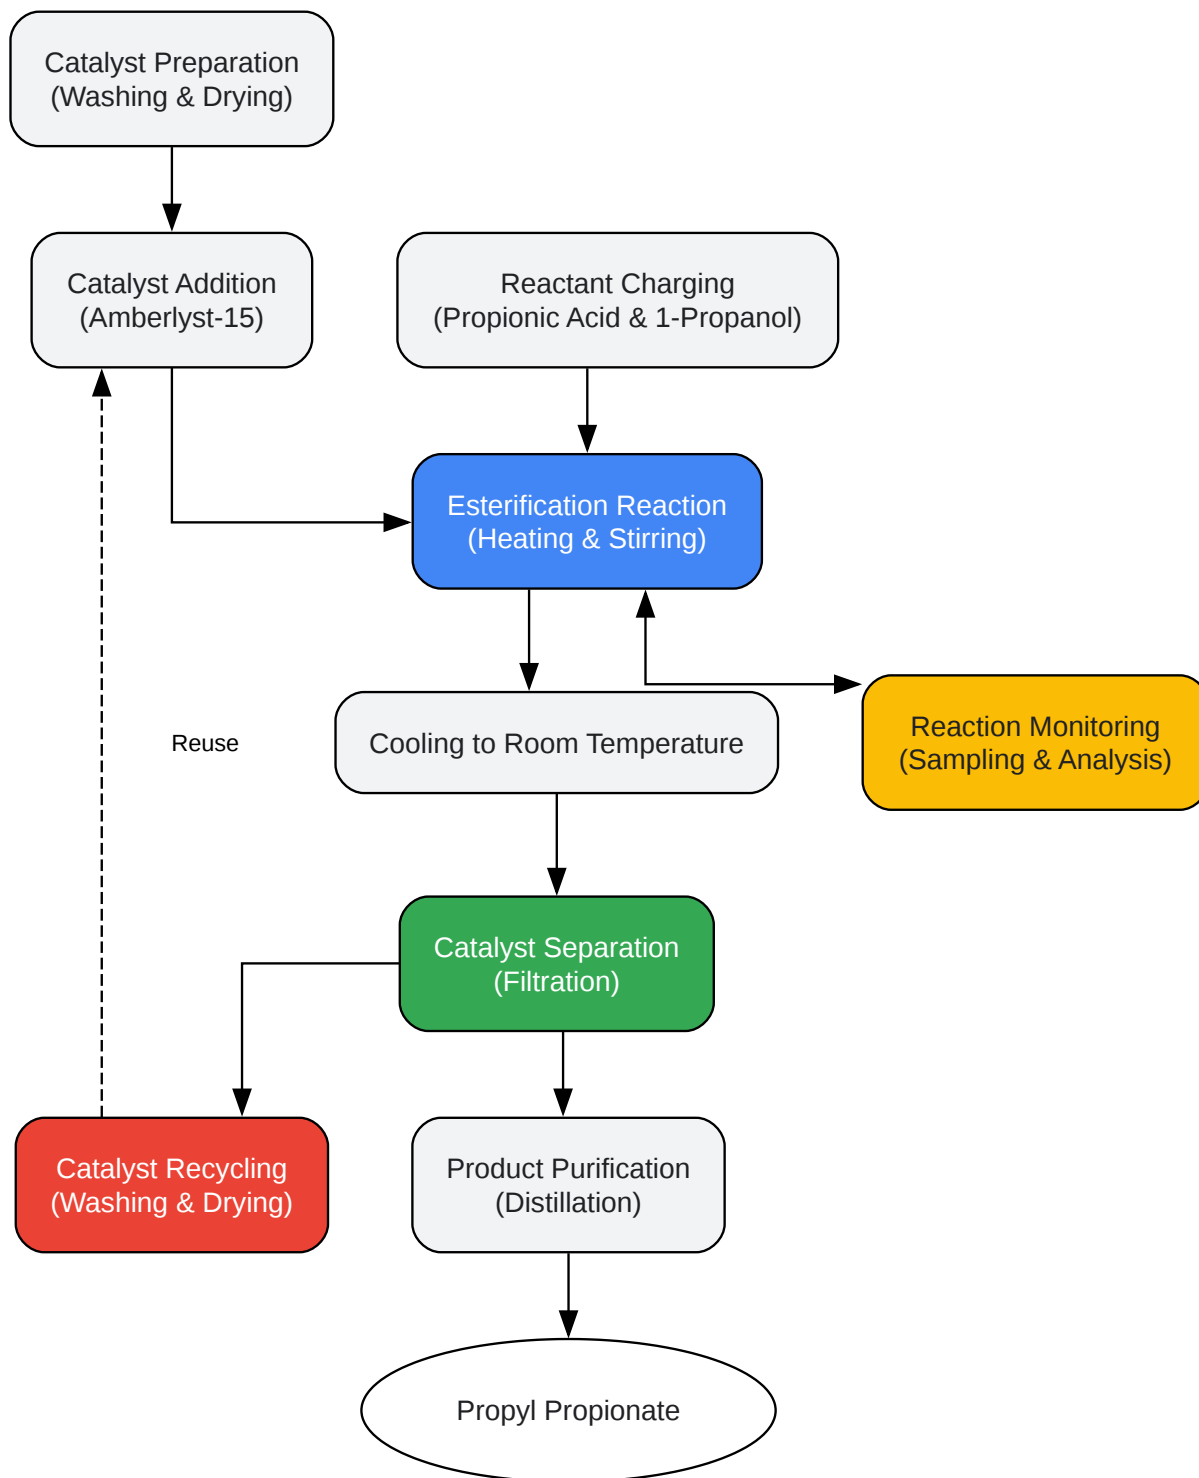 Catalyst Preparation
(Washing & Drying)
Catalyst Addition
(Amberlyst-15)
Reactant Charging
(Propionic Acid & 1-Propanol)
Esterification Reaction
(Heating & Stirring)
Reaction Monitoring
(Sampling & Analysis)
Reuse
Cooling to Room Temperature
Catalyst Separation
(Filtration)
Catalyst Recycling
(Washing & Drying)
Product Purification
(Distillation)
Propyl Propionate